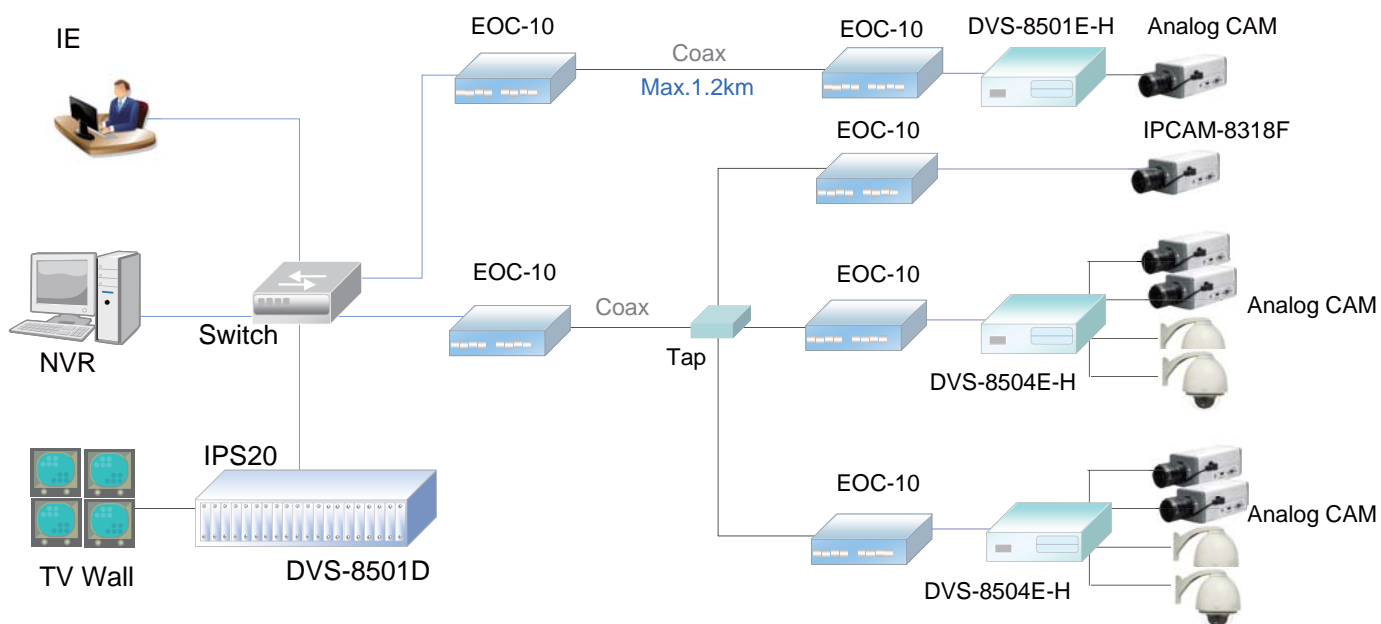 IE
EOC-10
Coax
Max.1.2km
EOC-10
DVS-8501E-H
Analog CAM
EOC-10
IPCAM-8318F
NVR
Switch
EOC-10
Coax
Tap
EOC-10
DVS-8504E-H
Analog CAM
IPS20
TV Wall
DVS-8501D
EOC-10
DVS-8504E-H
Analog CAM